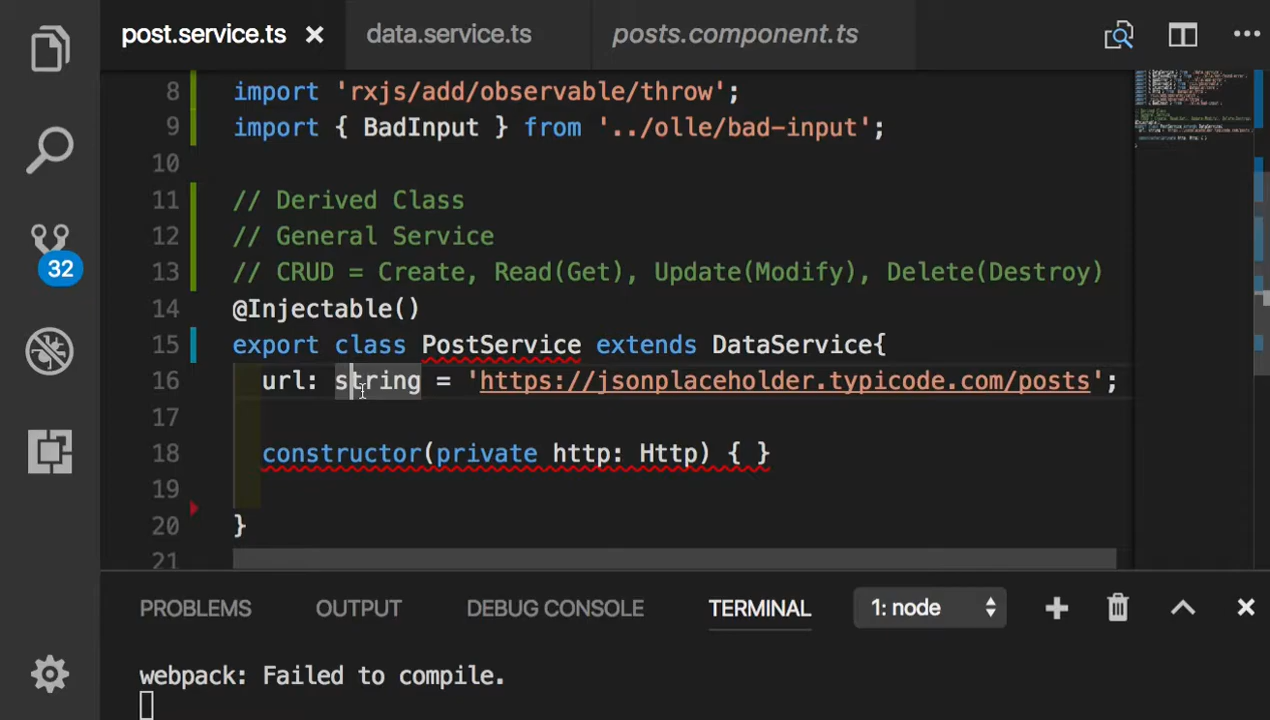 post.service.ts
data.service.ts
posts.component.ts
8 import 'rxjs/add/observable/throw';
9 import { BadInput } from '../olle/bad-input';
10
11 // Derived Class
12 // General Service
13 // CRUD = Create, Read(Get), Update(Modify), Delete(Destroy)
14 @Injectable()
15 export class PostService extends DataService{
16 url: string = 'https://jsonplaceholder.typicode.com/posts';
17
18 constructor(private http: Http) { }
19
20 }
21
32
PROBLEMS OUTPUT DEBUG CONSOLE TERMINAL 1: node
webpack: Failed to compile.